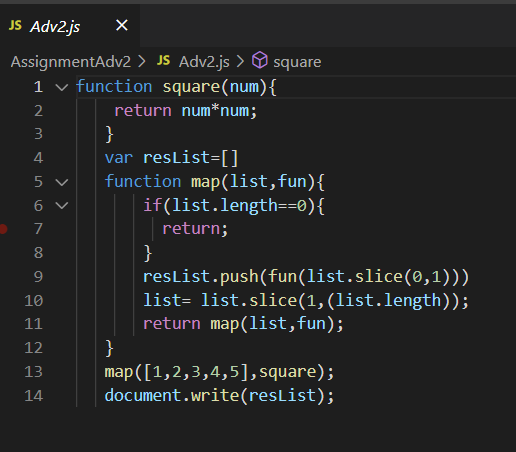 JS Adv2.js ×
AssignmentAdv2 > JS Adv2.js > square
1 function square(num){
2 return num*num;
3 }
4 var resList=[]
5 function map(list,fun){
6 if(list.length==0){
7 return;
8 }
9 resList.push(fun(list.slice(0,1)))
10 list= list.slice(1,(list.length));
11 return map(list,fun);
12 }
13 map([1,2,3,4,5],square);
14 document.write(resList);